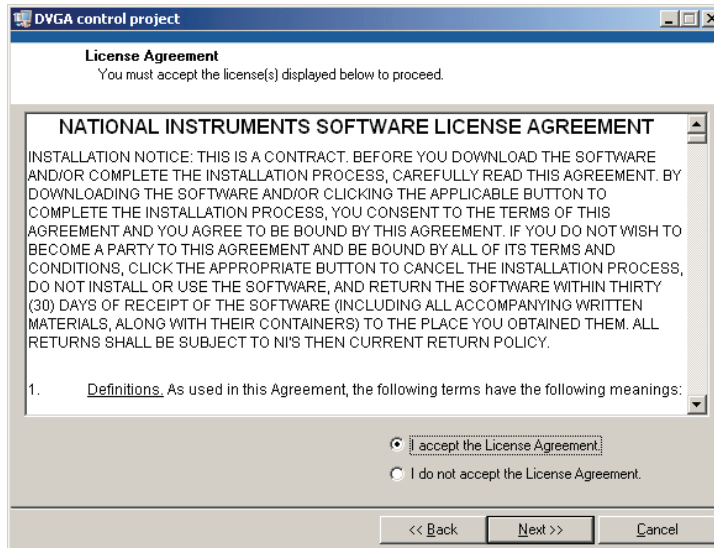 DVGA control project
License Agreement
You must accept the license(s) displayed below to proceed.
NATIONAL INSTRUMENTS SOFTWARE LICENSE AGREEMENT
INSTALLATION NOTICE: THIS IS A CONTRACT. BEFORE YOU DOWNLOAD THE SOFTWARE
AND/OR COMPLETE THE INSTALLATION PROCESS, CAREFULLY READ THIS AGREEMENT. BY
DOWNLOADING THE SOFTWARE AND/OR CLICKING THE APPLICABLE BUTTON TO
COMPLETE THE INSTALLATION PROCESS, YOU CONSENT TO THE TERMS OF THIS
AGREEMENT AND YOU AGREE TO BE BOUND BY THIS AGREEMENT. IF YOU DO NOT WISH TO
BECOME A PARTY TO THIS AGREEMENT AND BE BOUND BY ALL OF ITS TERMS AND
CONDITIONS, CLICK THE APPROPRIATE BUTTON TO CANCEL THE INSTALLATION PROCESS,
DO NOT INSTALL OR USE THE SOFTWARE, AND RETURN THE SOFTWARE WITHIN THIRTY
(30) DAYS OF RECEIPT OF THE SOFTWARE (INCLUDING ALL ACCOMPANYING WRITTEN
MATERIALS, ALONG WITH THEIR CONTAINERS) TO THE PLACE YOU OBTAINED THEM. ALL
RETURNS SHALL BE SUBJECT TO NI'S THEN CURRENT RETURN POLICY.
1. Definitions. As used in this Agreement, the following terms have the following meanings:
I accept the License Agreement.
I do not accept the License Agreement.
<< Back Next >> Cancel